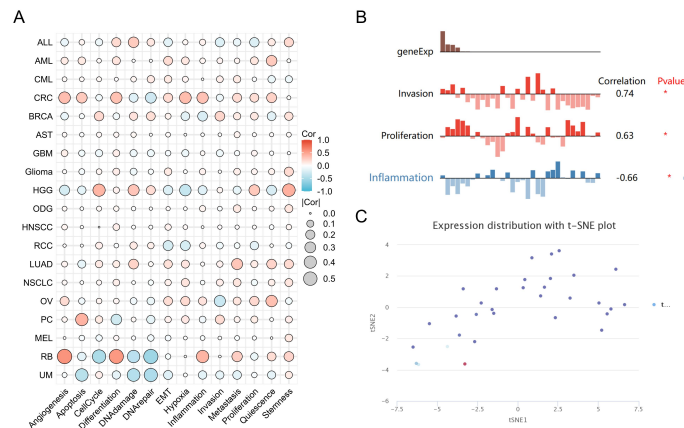 A
ALL
AML
CML
CRC
BRCA
AST
GBM
Glioma
HGG
ODG
HNSCC
RCC
LUAD
NSCLC
OV
PC
MEL
RB
UM
Angiogenesis
Apoptosis
CellCycle
Differentiation
DNAdamage
DNArepair
EMT
Hypoxia
Inflammation
Invasion
Metastasis
Proliferation
Quiescence
Stemness
Cor
1.0
0.5
0.0
-0.5
-1.0
|Cor|
0.0
0.1
0.2
0.3
0.4
0.5
B
geneExp
Correlation Pvalue
Invasion 0.74 *
Proliferation 0.63 *
Inflammation -0.66 *
C
Expression distribution with t-SNE plot
tSNE2
4
2
0
-2
-4
-6
-7.5 -5 -2.5 0 2.5 5 7.5
tSNE1
t...